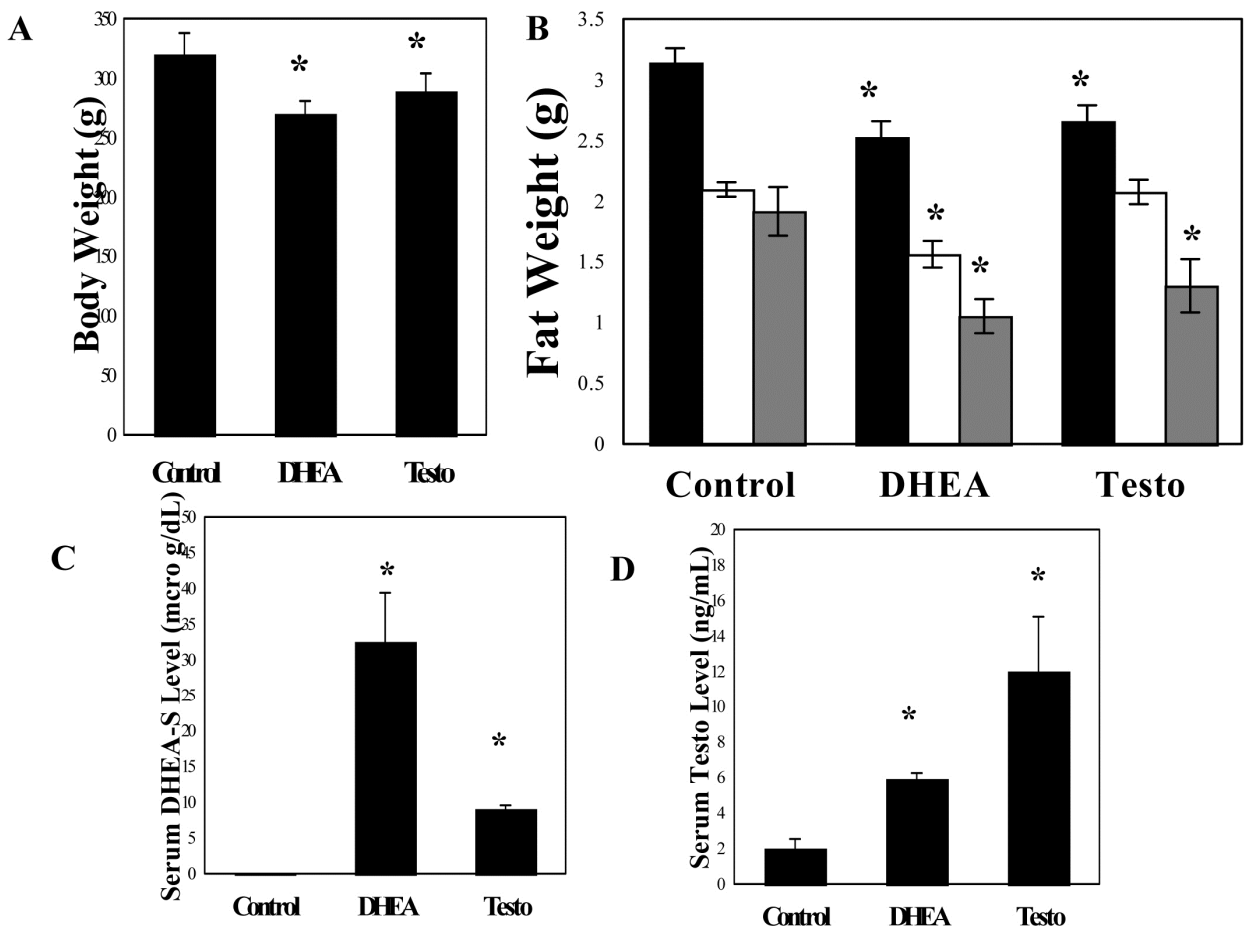 A
Body Weight (g)
350
300
250
200
150
100
50
0
*
*
Control
DHEA
Testo
B
Fat Weight (g)
3.5
3
2.5
2
1.5
1
0.5
0
*
*
*
*
*
Control
DHEA
Testo
C
Serum DHEA-S Level (mcro g/dL)
50
45
40
35
30
25
20
15
10
5
0
*
*
Control
DHEA
Testo
D
Serum Testo Level (ng/mL)
20
18
16
14
12
10
8
6
4
2
0
*
*
Control
DHEA
Testo